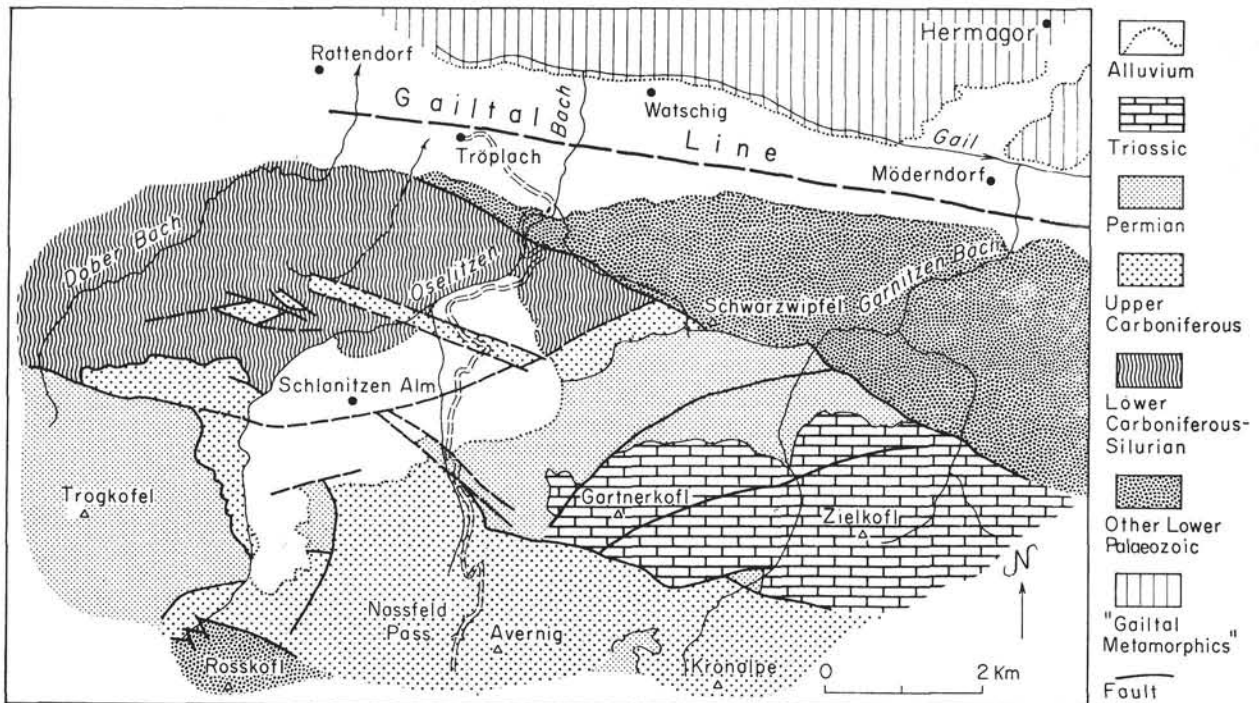 Hermagor
Rattendorf
Gailtal
Line
Bach
Watschig
Gail
Tröplach
Möderndorf
Dober Bach
Oselitzen
Garnitzen-Bach
Schwarzwipfel
Schlanitzen Alm
Trogkofel
Gartnerkofl
Zielkofl
N
Nassfeld
Pass
Avernig
Rosskofl
Kronalpe
0
2 Km
Alluvium
Triassic
Permian
Upper
Carboniferous
Lower
Carboniferous-
Silurian
Other Lower
Palaeozoic
"Gailtal
Metamorphics"
Fault